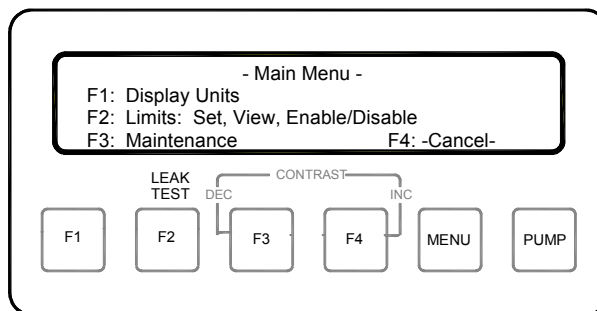 - Main Menu -
F1: Display Units
F2: Limits: Set, View, Enable/Disable
F3: Maintenance F4: -Cancel-
LEAK
TEST
CONTRAST
DEC
INC
F1
F2
F3
F4
MENU
PUMP